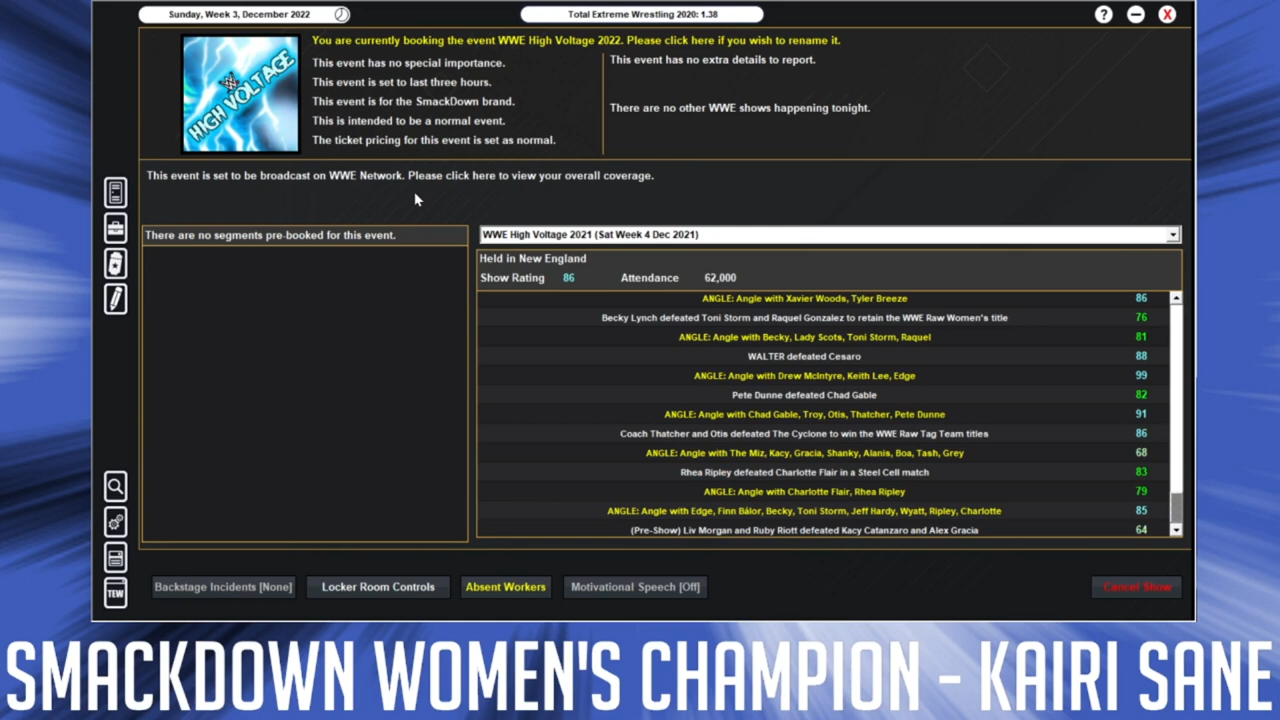 Sunday, Week 3, December 2022
Total Extreme Wrestling 2020: 1.38
?
X
HIGH VOLTAGE
You are currently booking the event WWE High Voltage 2022. Please click here if you wish to rename it.
This event has no special importance.
This event is set to last three hours.
This event is for the SmackDown brand.
This is intended to be a normal event.
The ticket pricing for this event is set as normal.
This event has no extra details to report.
There are no other WWE shows happening tonight.
This event is set to be broadcast on WWE Network. Please click here to view your overall coverage.
There are no segments pre-booked for this event.
WWE High Voltage 2021 (Sat Week 4 Dec 2021)
Held in New England
Show Rating 86 Attendance 62,000
ANGLE: Angle with Xavier Woods, Tyler Breeze 86
Becky Lynch defeated Toni Storm and Raquel Gonzalez to retain the WWE Raw Women's title 76
ANGLE: Angle with Becky, Lady Scots, Toni Storm, Raquel 81
WALTER defeated Cesaro 88
ANGLE: Angle with Drew McIntyre, Keith Lee, Edge 99
Pete Dunne defeated Chad Gable 82
ANGLE: Angle with Chad Gable, Troy, Otis, Thatcher, Pete Dunne 91
Coach Thatcher and Otis defeated The Cyclone to win the WWE Raw Tag Team titles 86
ANGLE: Angle with The Miz, Kacy, Gracia, Shanky, Alanis, Boa, Tash, Grey 68
Rhea Ripley defeated Charlotte Flair in a Steel Cell match 83
ANGLE: Angle with Charlotte Flair, Rhea Ripley 79
ANGLE: Angle with Edge, Finn Bálor, Becky, Toni Storm, Jeff Hardy, Wyatt, Ripley, Charlotte 85
(Pre-Show) Liv Morgan and Ruby Riott defeated Kacy Catanzaro and Alex Gracia 64
TEW
Backstage Incidents [None]
Locker Room Controls
Absent Workers
Motivational Speech [Off]
Cancel Show
SMACKDOWN WOMEN'S CHAMPION - KAIRI SANE